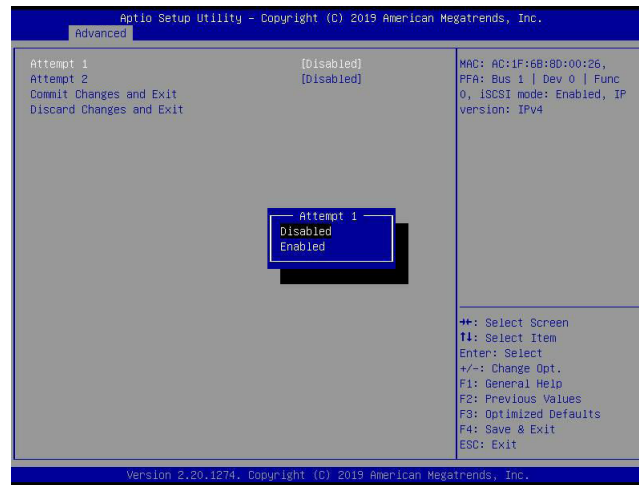 Aptio Setup Utility – Copyright (C) 2019 American Megatrends, Inc.
Advanced
Attempt 1 [Disabled]
Attempt 2 [Disabled]
Commit Changes and Exit
Discard Changes and Exit
MAC: AC:1F:6B:8D:00:26,
PFA: Bus 1 | Dev 0 | Func
0, iSCSI mode: Enabled, IP
version: IPv4
Attempt 1
Disabled
Enabled
→←: Select Screen
↑↓: Select Item
Enter: Select
+/-: Change Opt.
F1: General Help
F2: Previous Values
F3: Optimized Defaults
F4: Save & Exit
ESC: Exit
Version 2.20.1274. Copyright (C) 2019 American Megatrends, Inc.